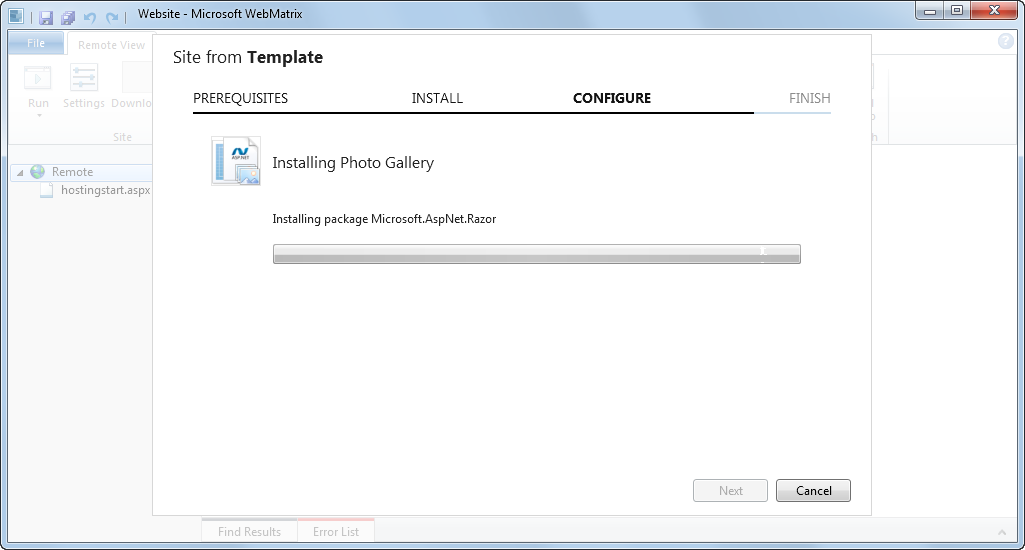 Website - Microsoft WebMatrix
File
Remote View
Run
Settings
Downlo
Site
Remote
hostingstart.aspx
Site from Template
PREREQUISITES
INSTALL
CONFIGURE
FINISH
ASP.NET
Installing Photo Gallery
Installing package Microsoft.AspNet.Razor
Next
Cancel
Find Results
Error List